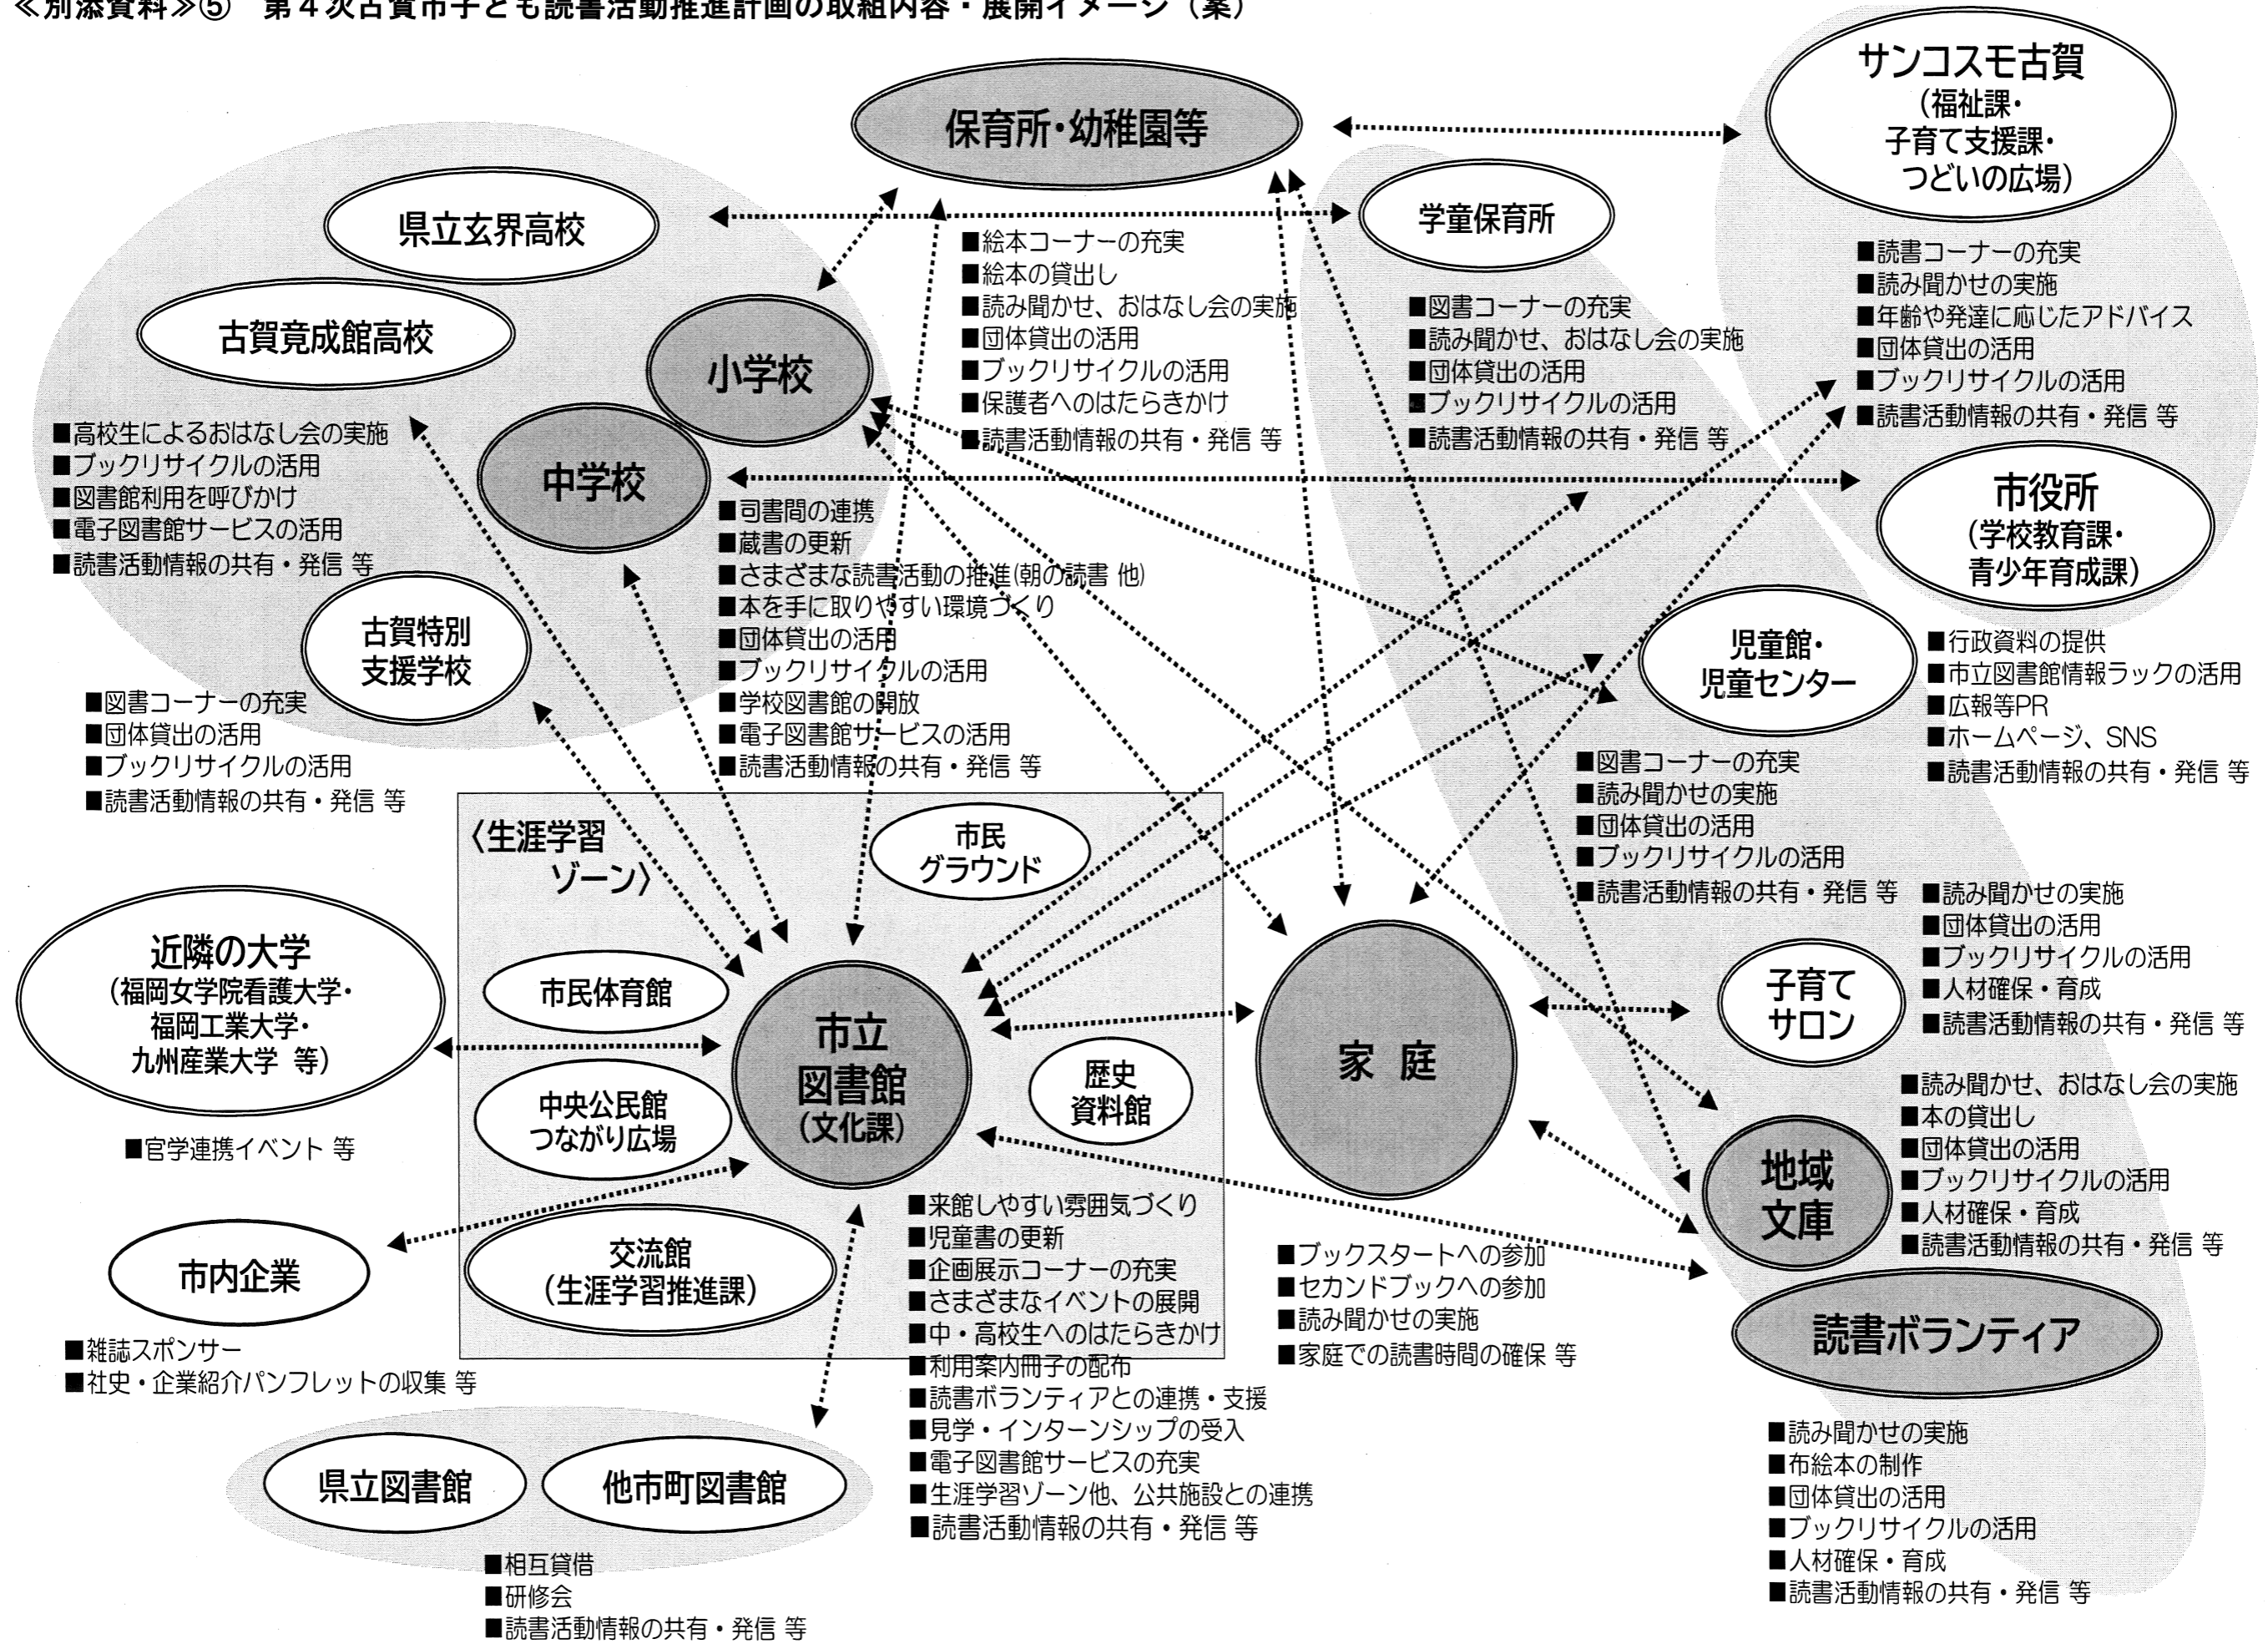 ≪別添資料≫⑤　第４次古賀市子ども読書活動推進計画の取組内容・展開イメージ（案）
サンコスモ古賀
（福祉課・
子育て支援課・
つどいの広場）
■読書コーナーの充実
■読み聞かせの実施
■年齢や発達に応じたアドバイス
■団体貸出の活用
■ブックリサイクルの活用
■読書活動情報の共有・発信 等
保育所・幼稚園等
■絵本コーナーの充実
■絵本の貸出し
■読み聞かせ、おはなし会の実施
■団体貸出の活用
■ブックリサイクルの活用
■保護者へのはたらきかけ
■読書活動情報の共有・発信 等
学童保育所
■図書コーナーの充実
■読み聞かせ、おはなし会の実施
■団体貸出の活用
■ブックリサイクルの活用
■読書活動情報の共有・発信 等
県立玄界高校
古賀竟成館高校
■高校生によるおはなし会の実施
■ブックリサイクルの活用
■図書館利用を呼びかけ
■電子図書館サービスの活用
■読書活動情報の共有・発信 等
小学校
中学校
■司書間の連携
■蔵書の更新
■さまざまな読書活動の推進(朝の読書 他)
■本を手に取りやすい環境づくり
■団体貸出の活用
■ブックリサイクルの活用
■学校図書館の開放
■電子図書館サービスの活用
■読書活動情報の共有・発信 等
古賀特別
支援学校
■図書コーナーの充実
■団体貸出の活用
■ブックリサイクルの活用
■読書活動情報の共有・発信 等
市役所
（学校教育課・
青少年育成課）
■行政資料の提供
■市立図書館情報ラックの活用
■広報等PR
■ホームページ、SNS
■読書活動情報の共有・発信 等
児童館・
児童センター
■図書コーナーの充実
■読み聞かせの実施
■団体貸出の活用
■ブックリサイクルの活用
■読書活動情報の共有・発信 等
〈生涯学習
ゾーン〉
市民
グラウンド
市民体育館
中央公民館
つながり広場
交流館
（生涯学習推進課）
歴史
資料館
市立
図書館
（文化課）
■来館しやすい雰囲気づくり
■児童書の更新
■企画展示コーナーの充実
■さまざまなイベントの展開
■中・高校生へのはたらきかけ
■利用案内冊子の配布
■読書ボランティアとの連携・支援
■見学・インターンシップの受入
■電子図書館サービスの充実
■生涯学習ゾーン他、公共施設との連携
■読書活動情報の共有・発信 等
近隣の大学
（福岡女学院看護大学・
福岡工業大学・
九州産業大学 等）
■官学連携イベント 等
市内企業
■雑誌スポンサー
■社史・企業紹介パンフレットの収集 等
県立図書館
他市町図書館
■相互貸借
■研修会
■読書活動情報の共有・発信 等
家 庭
■ブックスタートへの参加
■セカンドブックへの参加
■読み聞かせの実施
■家庭での読書時間の確保 等
子育て
サロン
■読み聞かせの実施
■団体貸出の活用
■ブックリサイクルの活用
■人材確保・育成
■読書活動情報の共有・発信 等
地域
文庫
■読み聞かせ、おはなし会の実施
■本の貸出し
■団体貸出の活用
■ブックリサイクルの活用
■人材確保・育成
■読書活動情報の共有・発信 等
読書ボランティア
■読み聞かせの実施
■布絵本の制作
■団体貸出の活用
■ブックリサイクルの活用
■人材確保・育成
■読書活動情報の共有・発信 等